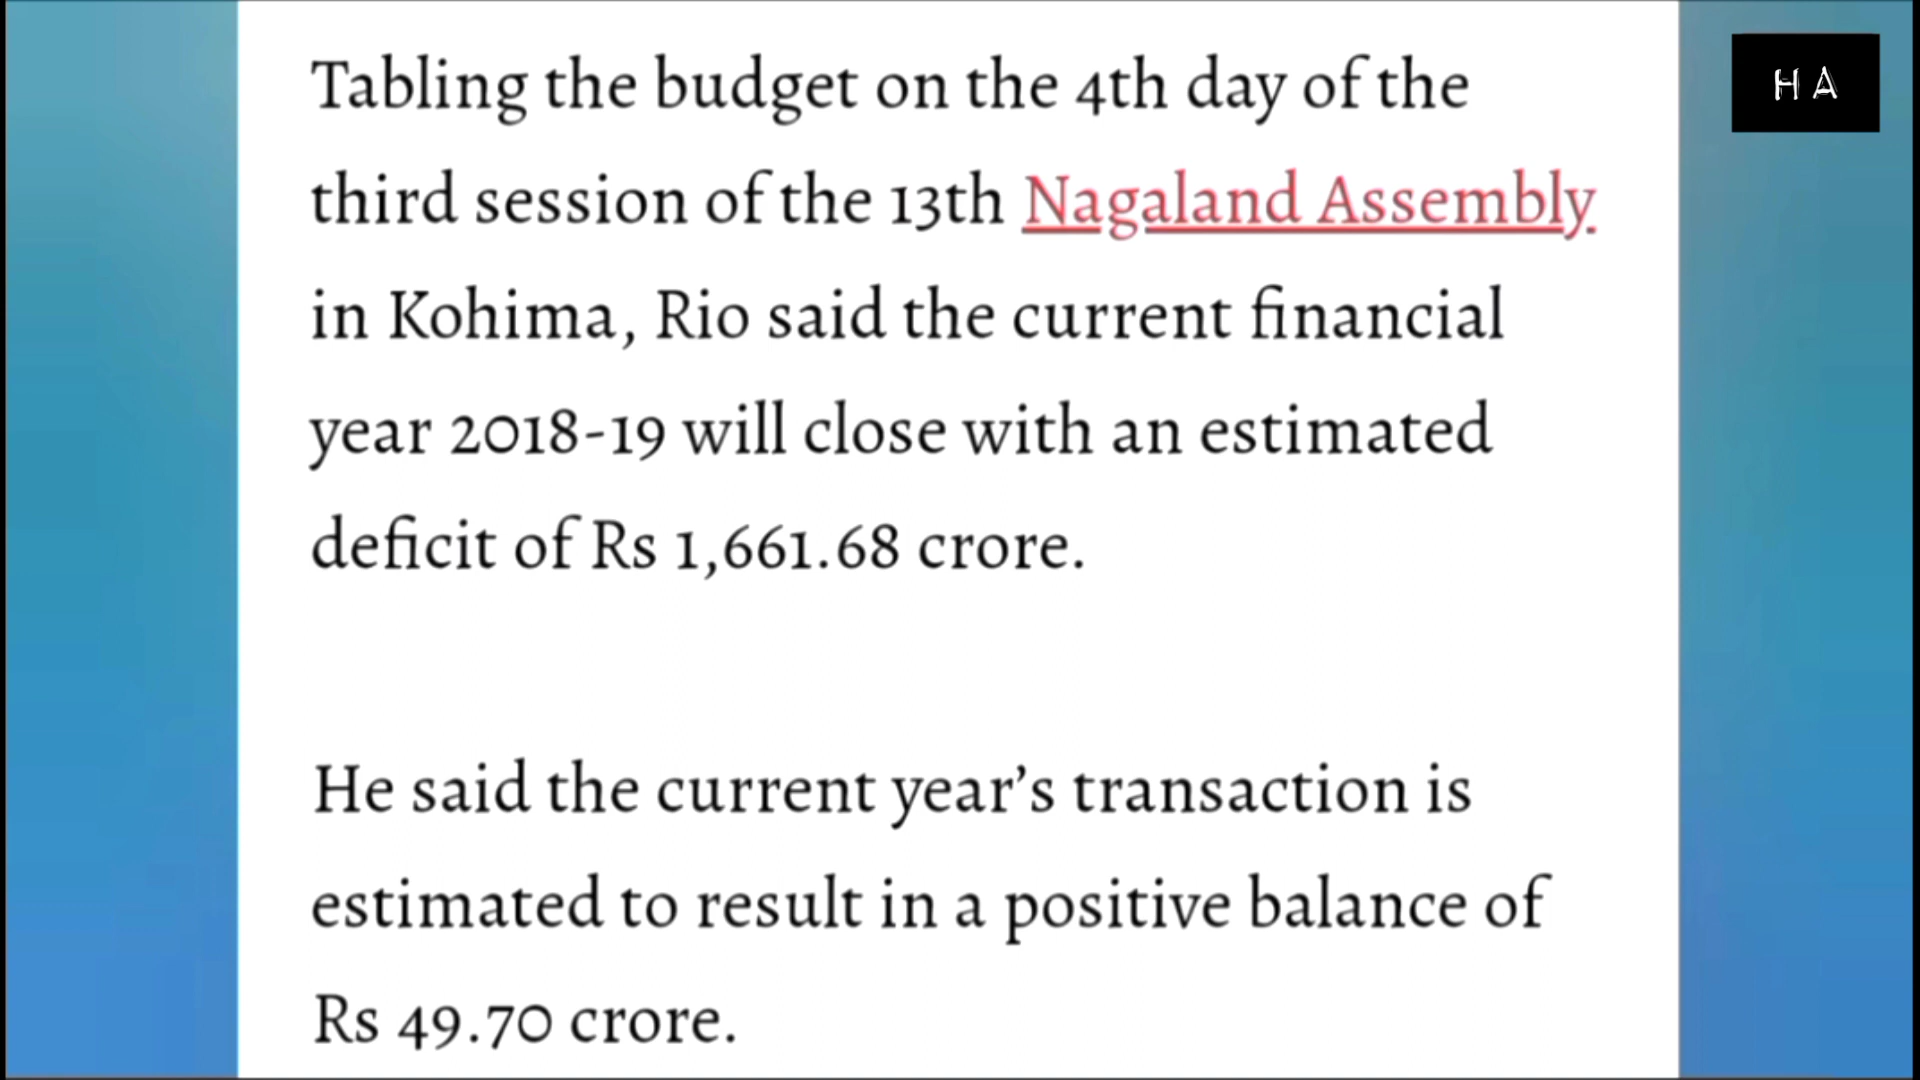 Tabling the budget on the 4th day of the
third session of the 13th Nagaland Assembly
in Kohima, Rio said the current financial
year 2018-19 will close with an estimated
deficit of Rs 1,661.68 crore.
He said the current year’s transaction is
estimated to result in a positive balance of
Rs 49.70 crore.
H A